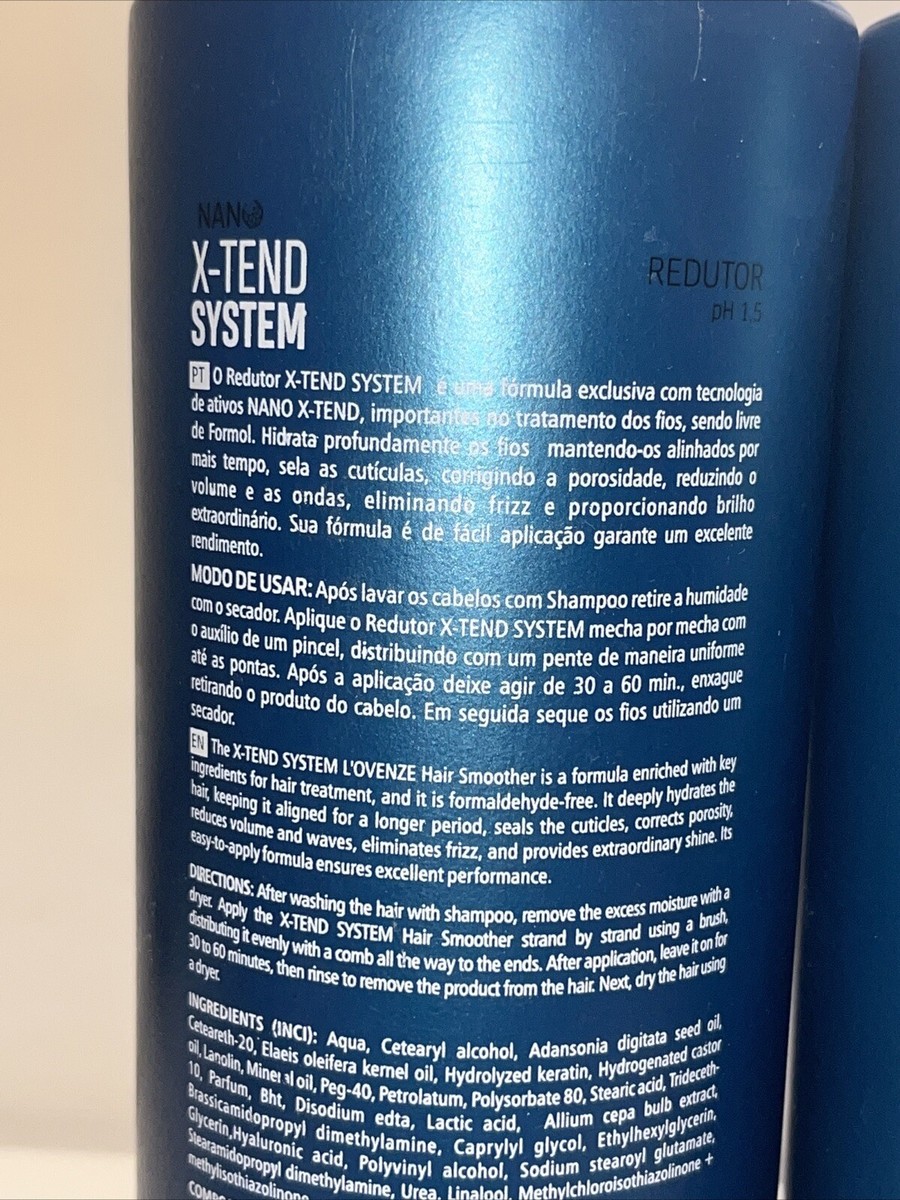 NANO
X-TEND
SYSTEM
REDUTOR
pH 1.5
PT O Redutor X-TEND SYSTEM é uma fórmula exclusiva com tecnologia
de ativos NANO X-TEND, importantes no tratamento dos fios, sendo livre
de Formol. Hidrata profundamente os fios mantendo-os alinhados por
mais tempo, sela as cutículas, corrigindo a porosidade, reduzindo o
volume e as ondas, eliminando frizz e proporcionando brilho
extraordinário. Sua fórmula é de fácil aplicação garante um excelente
rendimento.
MODO DE USAR: Após lavar os cabelos com Shampoo retire a humidade
com o secador. Aplique o Redutor X-TEND SYSTEM mecha por mecha com
o auxílio de um pincel, distribuindo com um pente de maneira uniforme
até as pontas. Após a aplicação deixe agir de 30 a 60 min., enxague
retirando o produto do cabelo. Em seguida seque os fios utilizando um
secador.
EN The X-TEND SYSTEM L'OVENZE Hair Smoother is a formula enriched with key
ingredients for hair treatment, and it is formaldehyde-free. It deeply hydrates the
hair, keeping it aligned for a longer period, seals the cuticles, corrects porosity,
reduces volume and waves, eliminates frizz, and provides extraordinary shine. Its
easy-to-apply formula ensures excellent performance.
DIRECTIONS: After washing the hair with shampoo, remove the excess moisture with a
dryer. Apply the X-TEND SYSTEM Hair Smoother strand by strand using a brush,
distributing it evenly with a comb all the way to the ends. After application, leave it on for
30 to 60 minutes, then rinse to remove the product from the hair. Next, dry the hair using
a dryer.
INGREDIENTS (INCI): Aqua, Cetearyl alcohol, Adansonia digitata seed oil,
Ceteareth-20, Elaeis oleifera kernel oil, Hydrolyzed keratin, Hydrogenated castor
oil, Lanolin, Mineral oil, Peg-40, Petrolatum, Polysorbate 80, Stearic acid, Trideceth-
10, Parfum, Bht, Disodium edta, Lactic acid, Allium cepa bulb extract,
Brassicamidopropyl dimethylamine, Caprylyl glycol, Ethylhexylglycerin,
Glycerin,Hyaluronic acid, Polyvinyl alcohol, Sodium stearoyl glutamate,
Stearamidopropyl dimethylamine, Urea, Linalool, Methylchloroisothiazolinone +
methylisothiazolinone